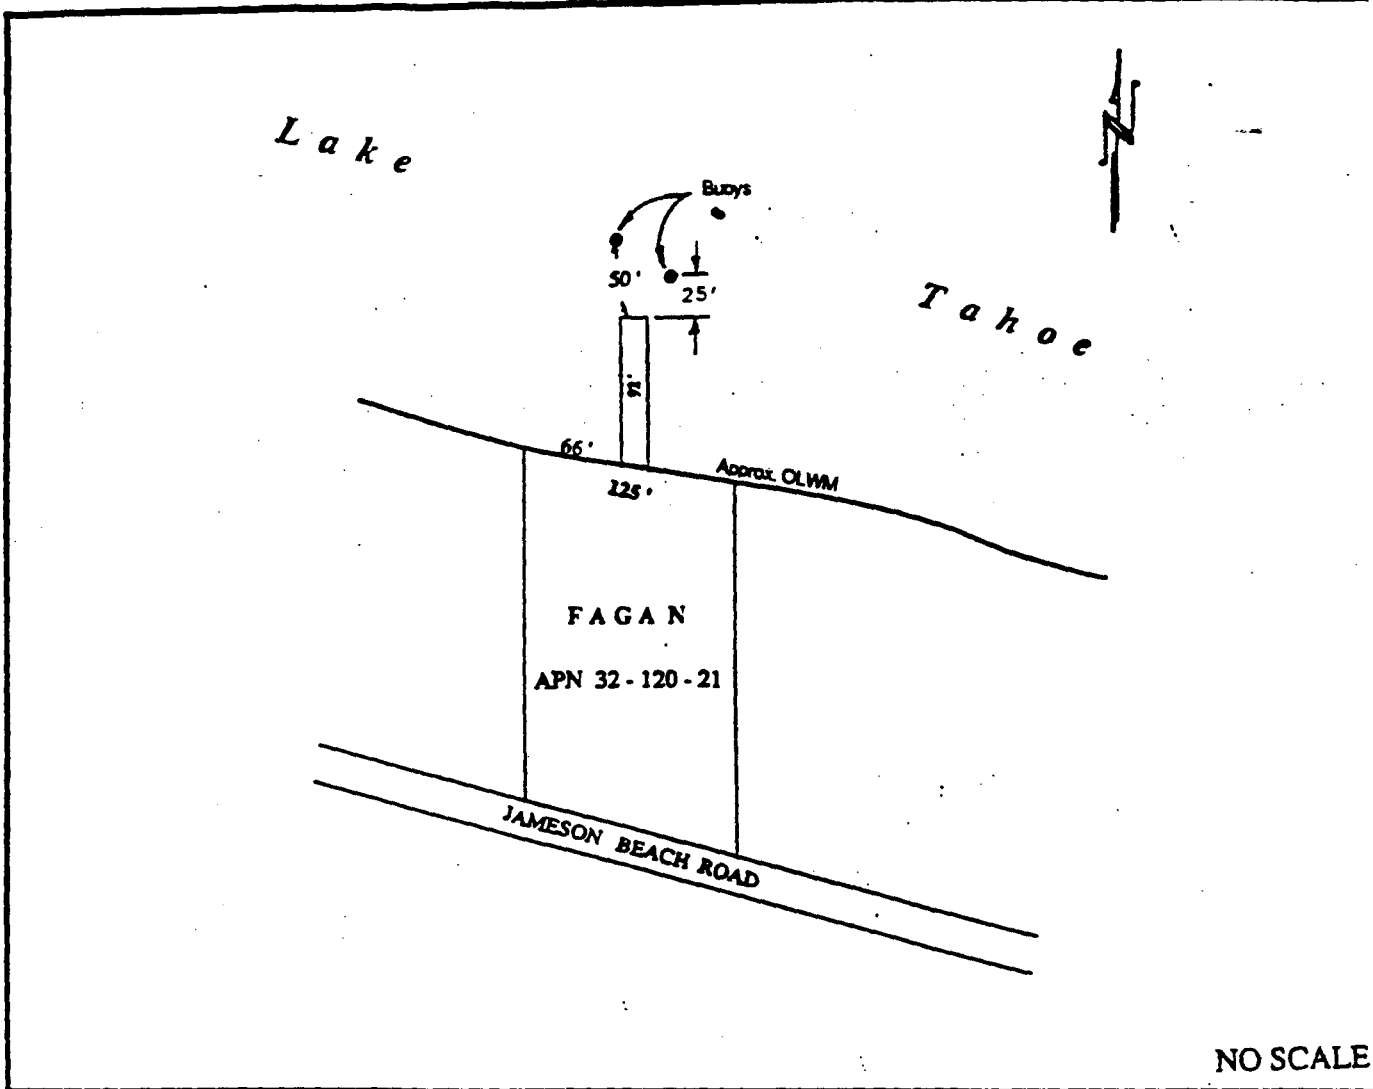 Lake
Buoys
50'
25'
Tahoe
66'
Approx. OLWM
125'
FAGAN
APN 32 - 120 - 21
JAMESON BEACH ROAD
NO SCALE